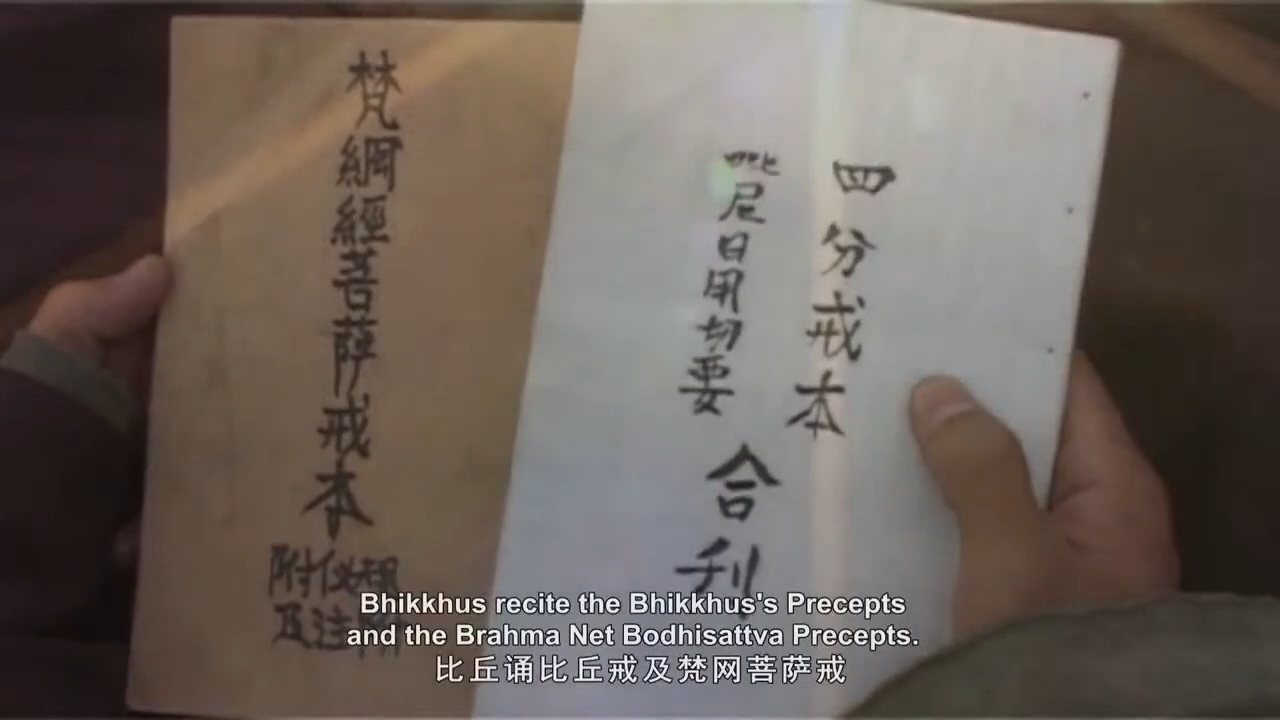 梵網經菩薩戒本
四分戒本
毗尼日用切要
合刊
Bhikkhus recite the Bhikkhus's Precepts
and the Brahma Net Bodhisattva Precepts.
比丘诵比丘戒及梵网菩萨戒